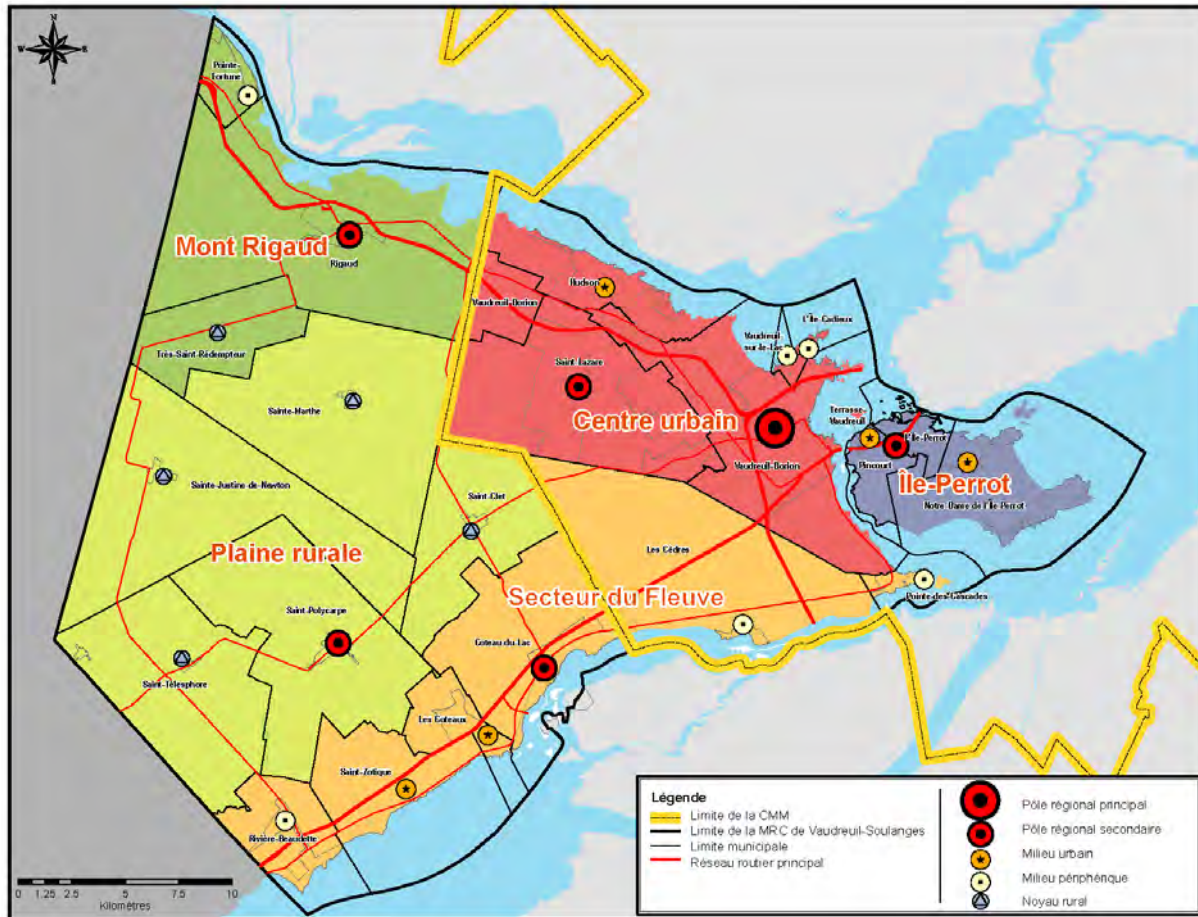 N
W
E
S
Pointe-
Fortune
Mont Rigaud
Rigaud
Hudson
Vaudreuil-Dorion
L'Île-Cadieux
Vaudreuil
sur-le-Lac
Très-Saint-Rédempteur
Saint-Lazare
Sainte-Marthe
Centre urbain
Terrasse-
Vaudreuil
L'Île-Perrot
Vaudreuil-Dorion
Pincourt
Île-Perrot
Sainte-Justine-de-Newton
Saint-Clet
Notre-Dame-de-l'Île-Perrot
Plaine rurale
Les Cèdres
Secteur du Fleuve
Pointe-des-Cascades
Saint-Polycarpe
Coteau-du-Lac
Saint-Télesphore
Les Coteaux
Saint-Zotique
Rivière-Beaudette
0 1.25 2.5 5 7.5 10
Kilomètres
Légende
Limite de la CMM
Limite de la MRC de Vaudreuil-Soulanges
Limite municipale
Réseau routier principal
Pôle régional principal
Pôle régional secondaire
Milieu urbain
Milieu périphérique
Noyau rural